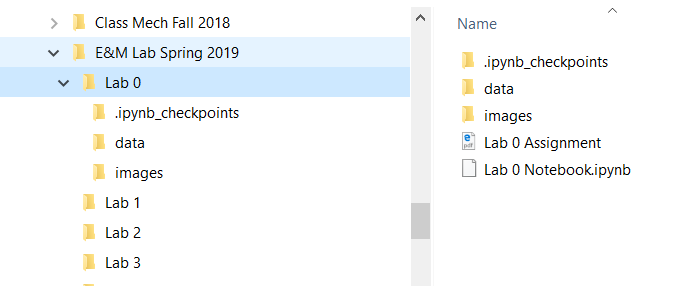 Class Mech Fall 2018
E&M Lab Spring 2019
Lab 0
.ipynb_checkpoints
data
images
Lab 1
Lab 2
Lab 3
Name
.ipynb_checkpoints
data
images
pdf
Lab 0 Assignment
Lab 0 Notebook.ipynb